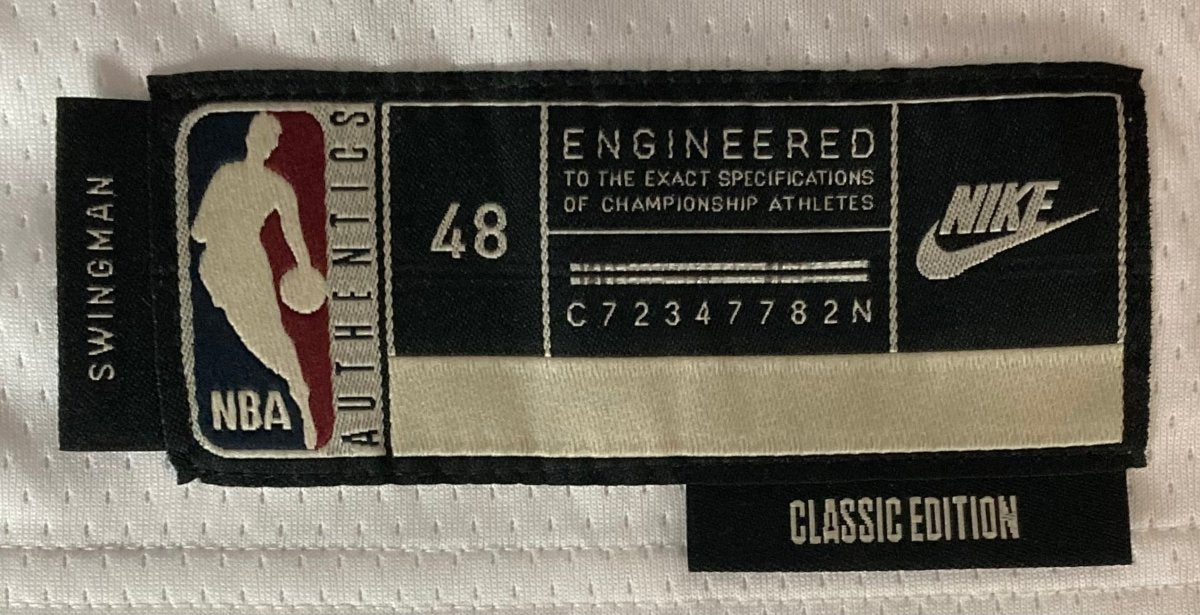 SWINGMAN
NBA
AUTHENTICS
48
ENGINEERED
TO THE EXACT SPECIFICATIONS
OF CHAMPIONSHIP ATHLETES
C72347782N
NIKE
CLASSIC EDITION